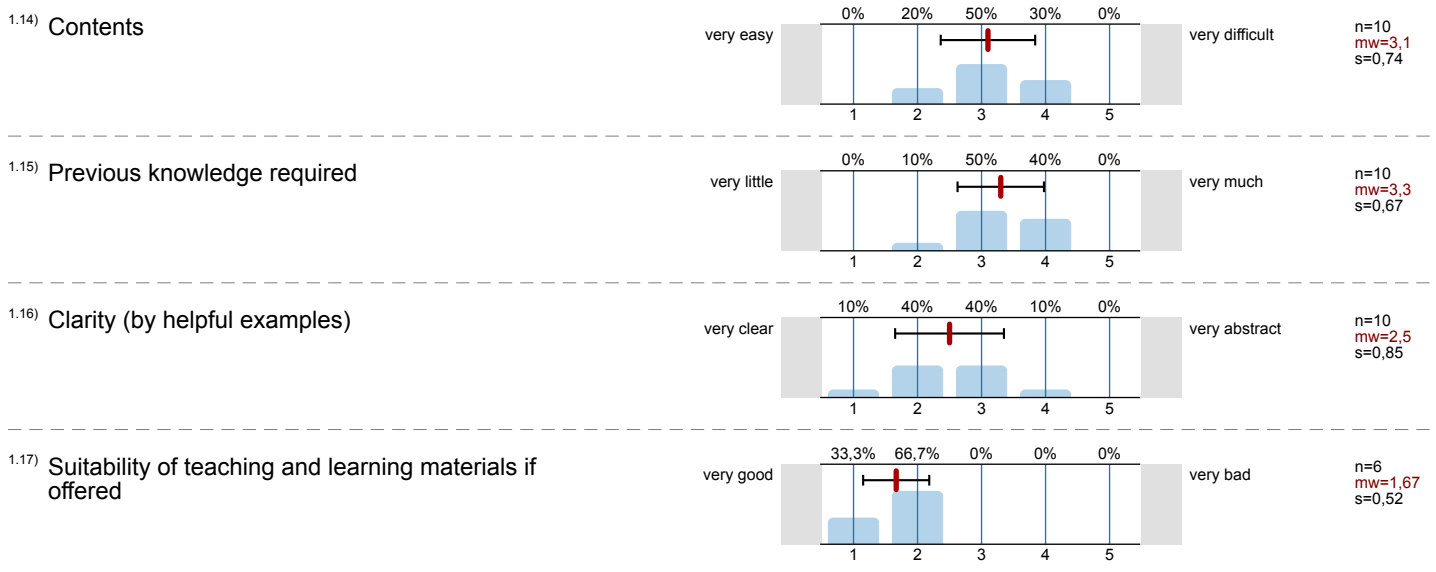 1.14) Contents
0% 20% 50% 30% 0%
very easy
very difficult
n=10
mw=3,1
s=0,74
1 2 3 4 5
1.15) Previous knowledge required
0% 10% 50% 40% 0%
very little
very much
n=10
mw=3,3
s=0,67
1 2 3 4 5
1.16) Clarity (by helpful examples)
10% 40% 40% 10% 0%
very clear
very abstract
n=10
mw=2,5
s=0,85
1 2 3 4 5
1.17) Suitability of teaching and learning materials if
offered
33,3% 66,7% 0% 0% 0%
very good
very bad
n=6
mw=1,67
s=0,52
1 2 3 4 5